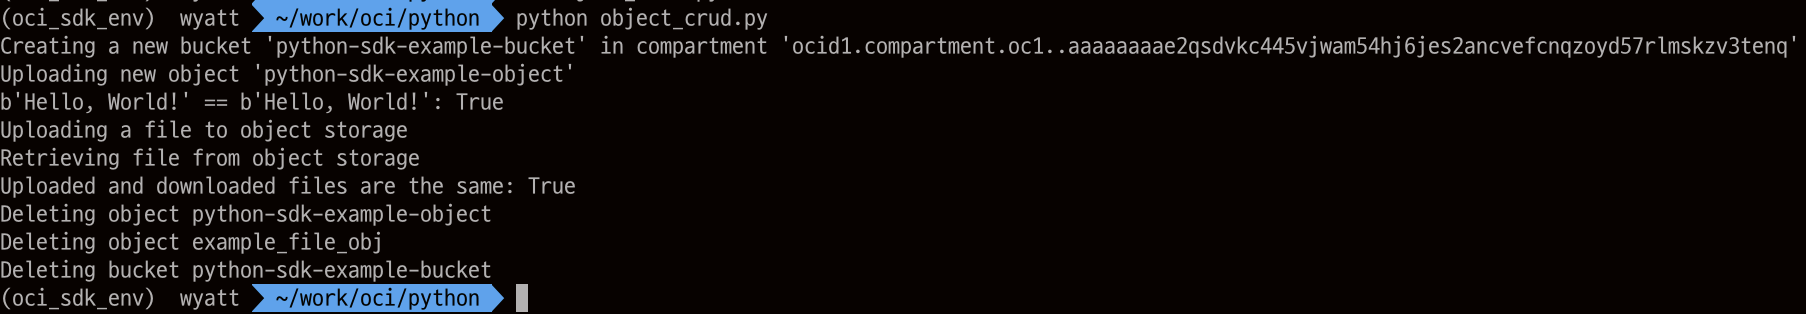 (oci_sdk_env) wyatt ~/work/oci/python python object_crud.py
Creating a new bucket 'python-sdk-example-bucket' in compartment 'ocid1.compartment.oc1..aaaaaaaae2qsdvkc445vjwam54hj6jes2ancvefcnqzoyd57rlmskzv3tenq'
Uploading new object 'python-sdk-example-object'
b'Hello, World!' == b'Hello, World!': True
Uploading a file to object storage
Retrieving file from object storage
Uploaded and downloaded files are the same: True
Deleting object python-sdk-example-object
Deleting object example_file_obj
Deleting bucket python-sdk-example-bucket
(oci_sdk_env) wyatt ~/work/oci/python